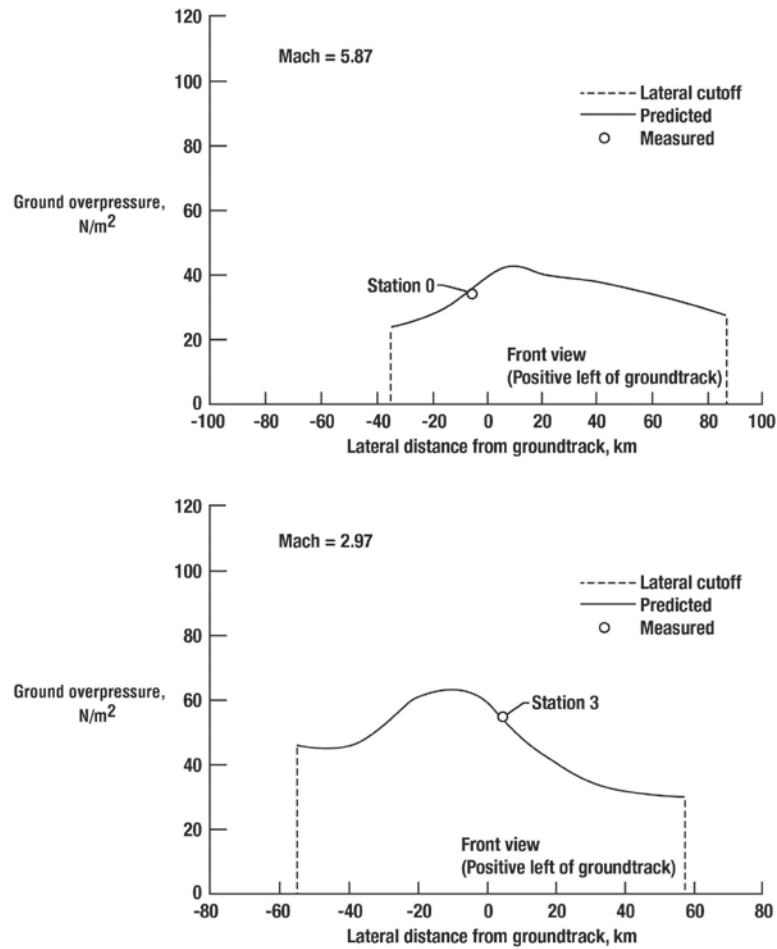 120
Mach = 5.87
100
Lateral cutoff
Predicted
80
Measured
Ground overpressure,
N/m2
60
40
Station 0
20
Front view
(Positive left of groundtrack)
0
-100 -80 -60 -40 -20 0 20 40 60 80 100
Lateral distance from groundtrack, km
120
Mach = 2.97
100
Lateral cutoff
Predicted
80
Measured
Ground overpressure,
N/m2
60
Station 3
40
20
Front view
(Positive left of groundtrack)
0
-80 -60 -40 -20 0 20 40 60 80
Lateral distance from groundtrack, km